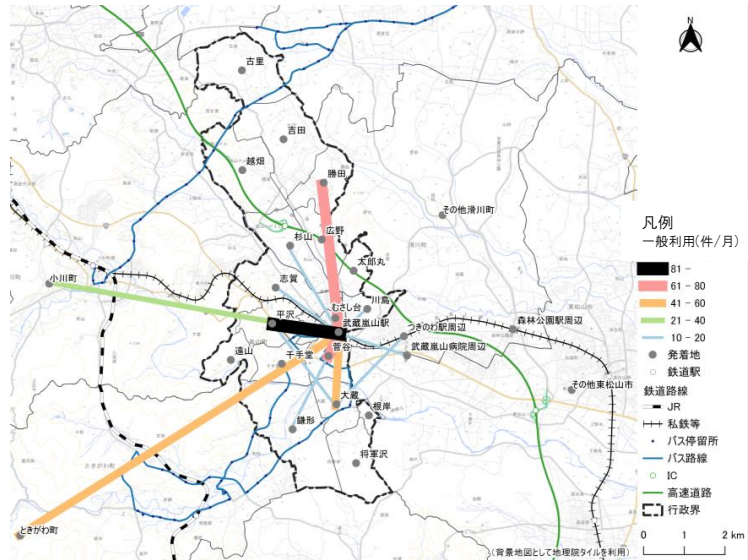 N
古里
吉田
越畑
勝田
その他滑川町
広野
杉山
太郎丸
志賀
小川町
川島
むさし台
平沢
武蔵嵐山駅
つきのわ駅周辺
森林公園駅周辺
菅谷
武蔵嵐山病院周辺
遠山
千手堂
その他東松山市
大蔵
根岸
鎌形
将軍沢
ときがわ町
ときがわ町
凡例
一般利用(件/月)
81 -
61 - 80
41 - 60
21 - 40
10 - 20
発着地
鉄道駅
鉄道路線
JR
私鉄等
バス停留所
バス路線
IC
高速道路
行政界
0 1 2 km
(背景地図として地理院タイルを利用)